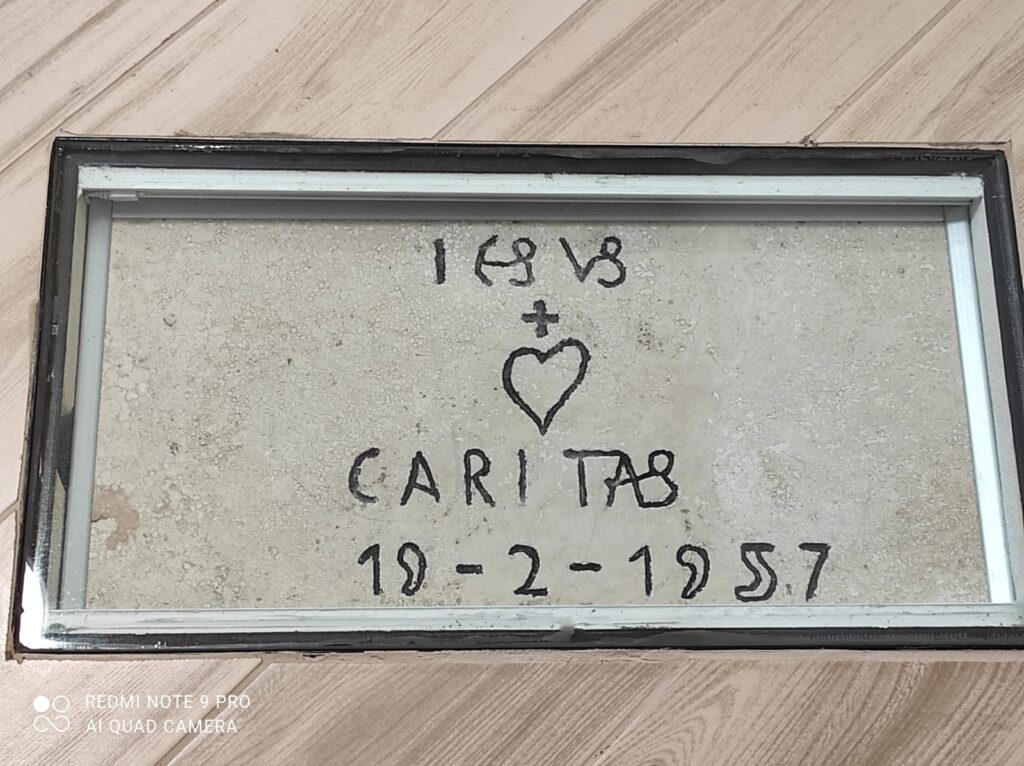 IESVS
CARITAS
19-2-1957
REDMI NOTE 9 PRO
AI QUAD CAMERA